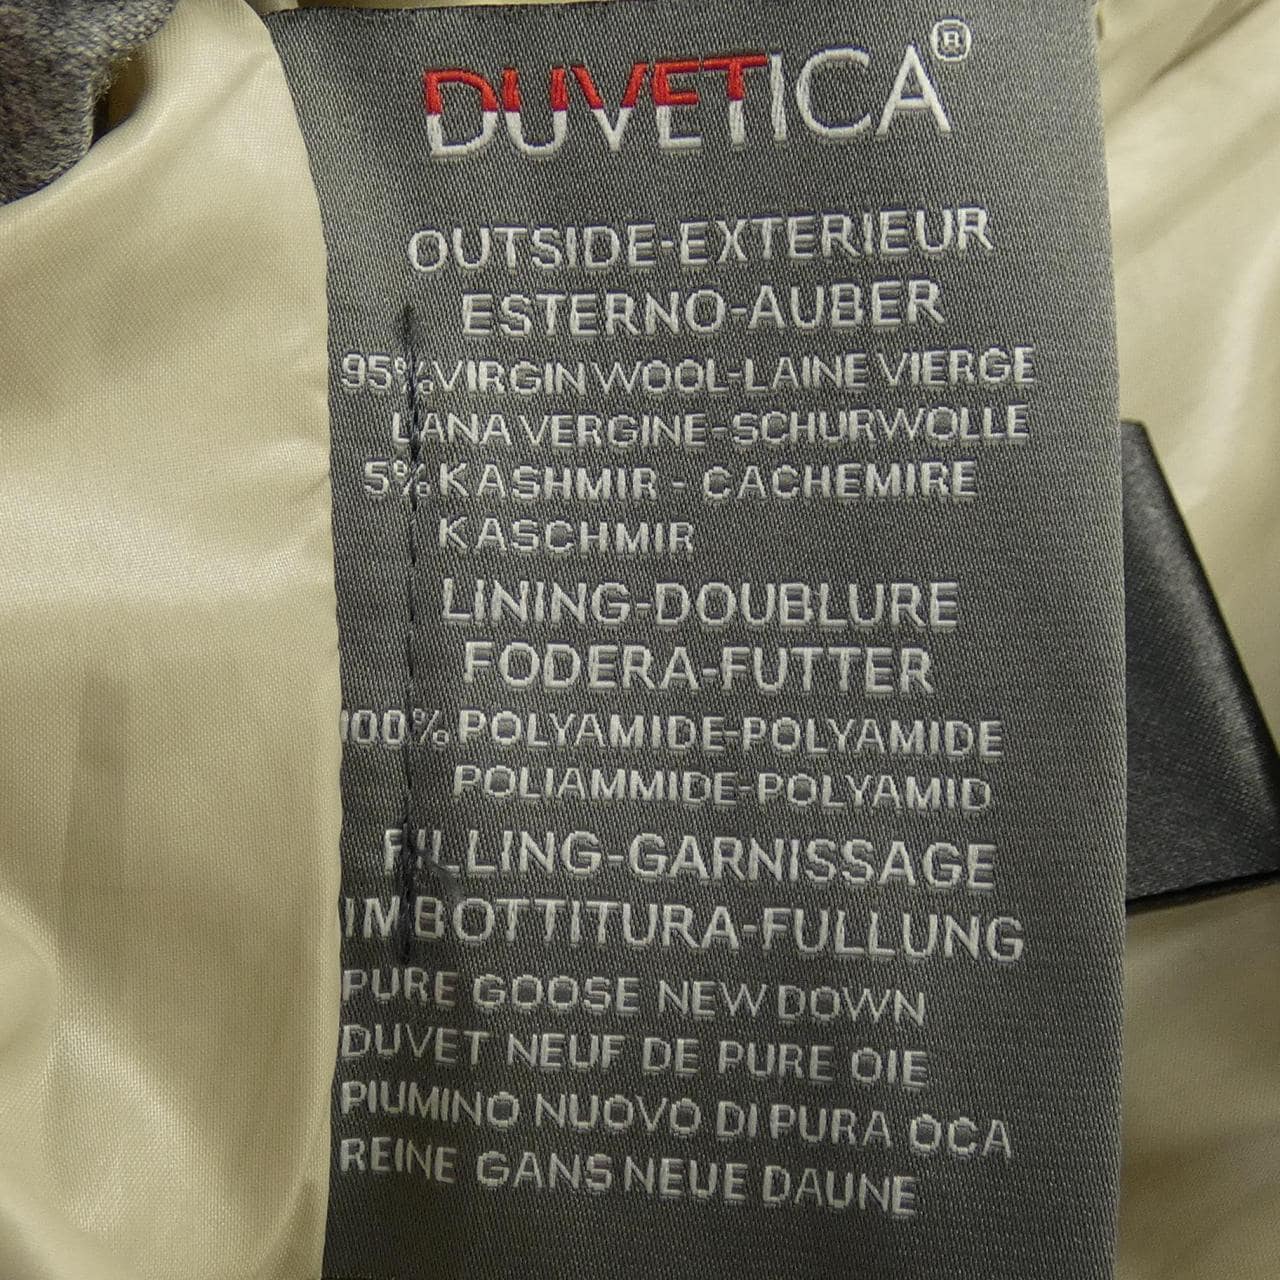 DUVETICA®
OUTSIDE-EXTERIEUR
ESTERNO-AUBER
95% VIRGIN WOOL-LAINE VIERGE
LANA VERGINE-SCHURWOLLE
5% KASHMIR - CACHEMIRE
KASCHMIR
LINING-DOUBLURE
FODERA-FUTTER
100% POLYAMIDE-POLYAMIDE
POLIAMMIDE-POLYAMID
FILLING-GARNISSAGE
IMBOTTITURA-FULLUNG
PURE GOOSE NEW DOWN
DUVET NEUF DE PURE OIE
PIUMINO NUOVO DI PURA OCA
REINE GANS NEUE DAUNE